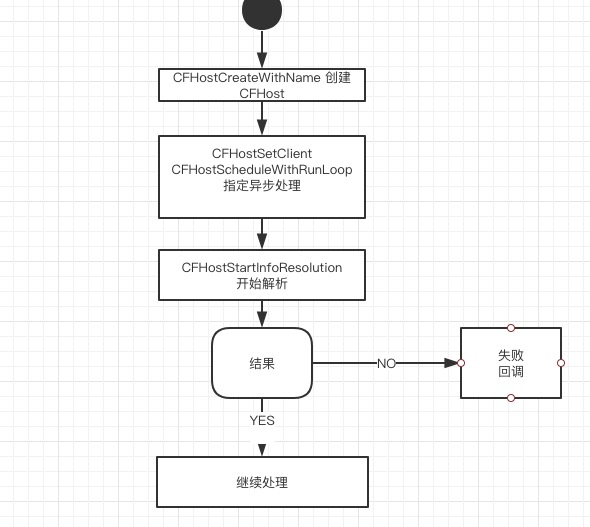 CFHostCreateWithName 创建
CFHost
CFHostSetClient
CFHostScheduleWithRunLoop
指定异步处理
CFHostStartInfoResolution
开始解析
结果
NO
失败
回调
YES
继续处理